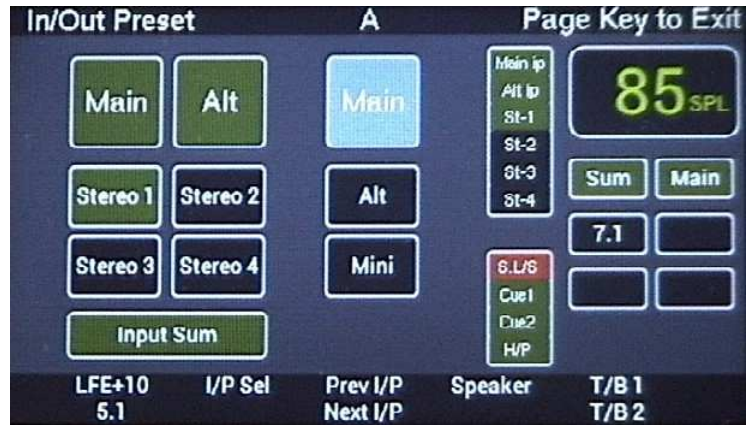 In/Out Preset A Page Key to Exit
Main Alt Main
Main ip
Alt ip
St-1
St-2
St-3
St-4
85 SPL
Stereo 1 Stereo 2 Alt
Sum Main
7.1
Stereo 3 Stereo 4 Mini
S.L/S
Cue1
Cue2
H/P
Input Sum
LFE+10 I/P Sel Prev I/P Speaker T/B 1
5.1 Next I/P T/B 2